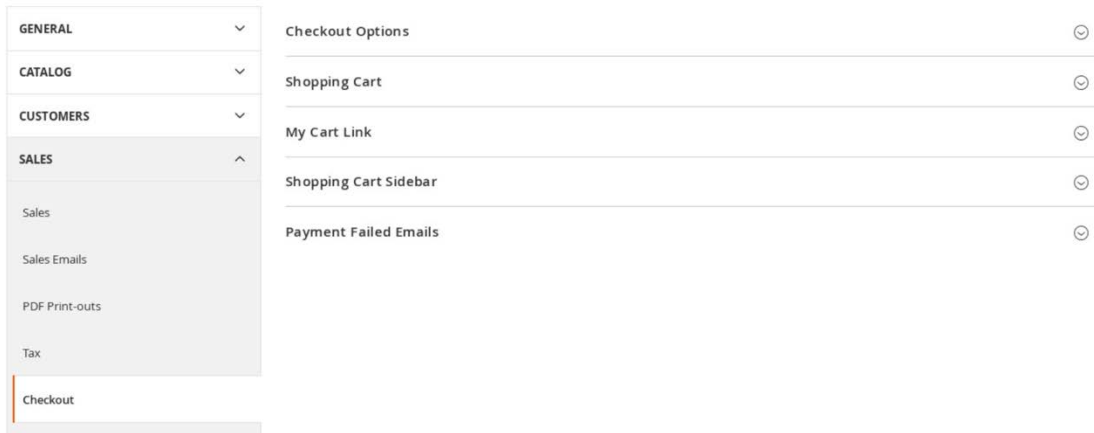 GENERAL
CATALOG
CUSTOMERS
SALES
Sales
Sales Emails
PDF Print-outs
Tax
Checkout
Checkout Options
Shopping Cart
My Cart Link
Shopping Cart Sidebar
Payment Failed Emails